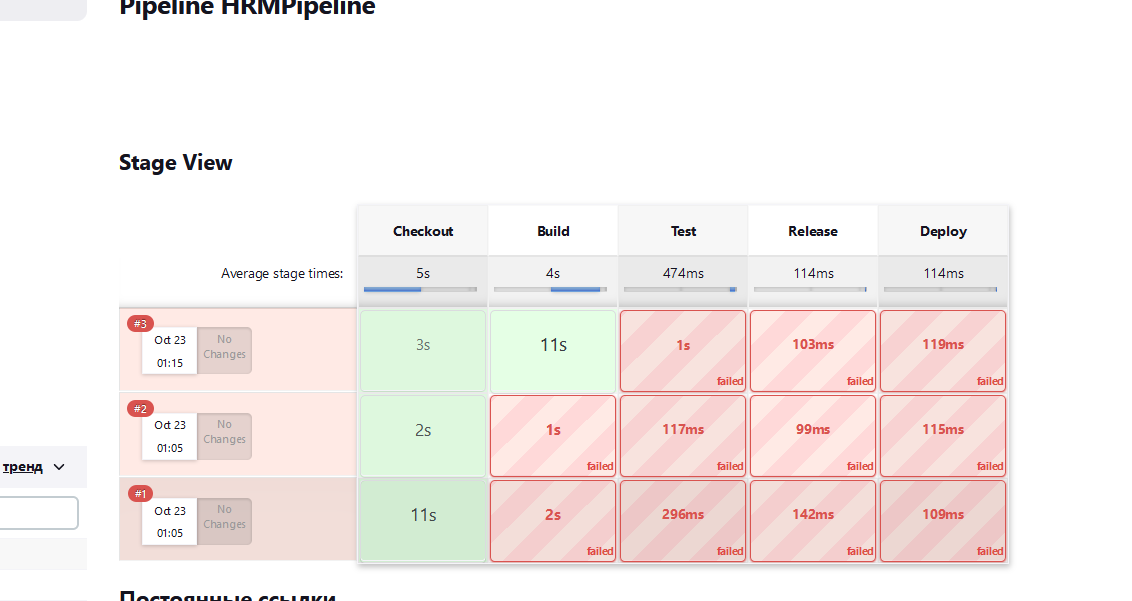 Pipeline HRMPipeline
Stage View
Checkout Build Test Release Deploy
Average stage times: 5s 4s 474ms 114ms 114ms
#3
Oct 23
01:15
No
Changes
3s 11s 1s 103ms 119ms
failed failed failed
#2
Oct 23
01:05
No
Changes
2s 1s 117ms 99ms 115ms
failed failed failed failed
тренд
#1
Oct 23
01:05
No
Changes
11s 2s 296ms 142ms 109ms
failed failed failed failed
Постоянные ссылки